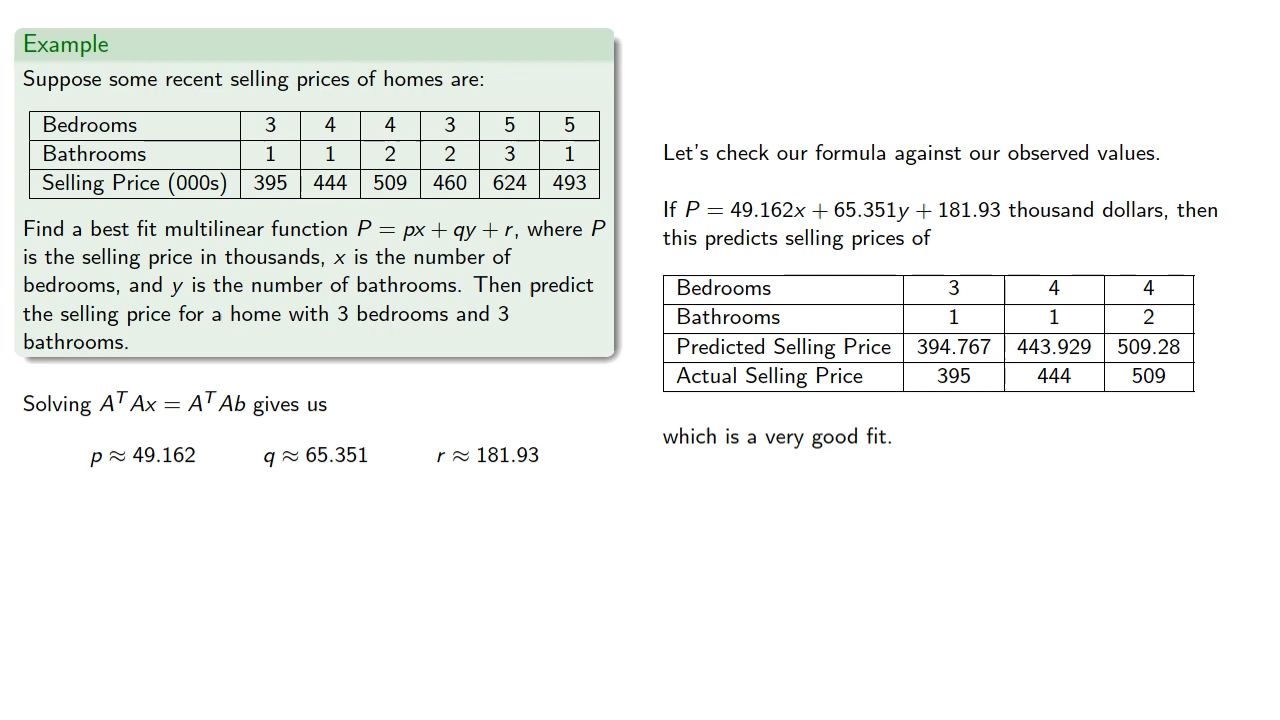 Example
Suppose some recent selling prices of homes are:
Bedrooms 3 4 4 3 5 5
Bathrooms 1 1 2 2 3 1
Selling Price (000s) 395 444 509 460 624 493
Find a best fit multilinear function P = px + qy + r, where P
is the selling price in thousands, x is the number of
bedrooms, and y is the number of bathrooms. Then predict
the selling price for a home with 3 bedrooms and 3
bathrooms.
Solving AᵀAx = AᵀAb gives us
p ≈ 49.162 q ≈ 65.351 r ≈ 181.93
Let's check our formula against our observed values.
If P = 49.162x + 65.351y + 181.93 thousand dollars, then
this predicts selling prices of
Bedrooms 3 4 4
Bathrooms 1 1 2
Predicted Selling Price 394.767 443.929 509.28
Actual Selling Price 395 444 509
which is a very good fit.